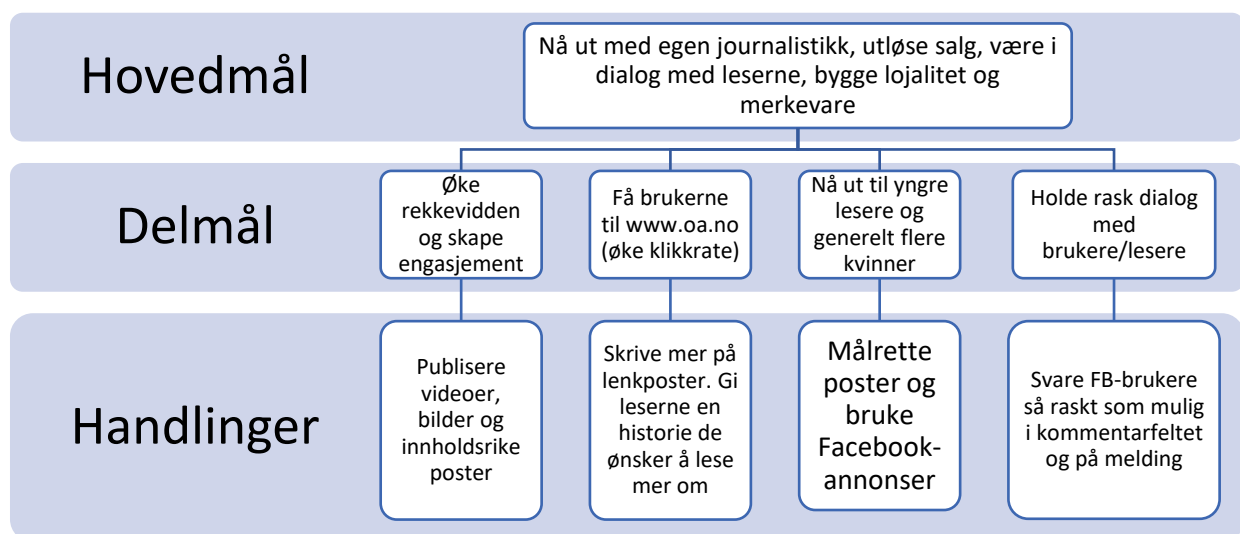 Hovedmål
Nå ut med egen journalistikk, utløse salg, være i
dialog med leserne, bygge lojalitet og
merkevare
Delmål
Øke
rekkevidden
og skape
engasjement
Få brukerne
til www.oa.no
(øke klikkrate)
Nå ut til yngre
lesere og
generelt flere
kvinner
Holde rask dialog
med
brukere/lesere
Handlinger
Publisere
videoer,
bilder og
innholdsrike
poster
Skrive mer på
lenkposter. Gi
leserne en
historie de
ønsker å lese
mer om
Målrette
poster og
bruke
Facebook-
annonser
Svare FB-brukere
så raskt som mulig
i kommentarfeltet
og på melding